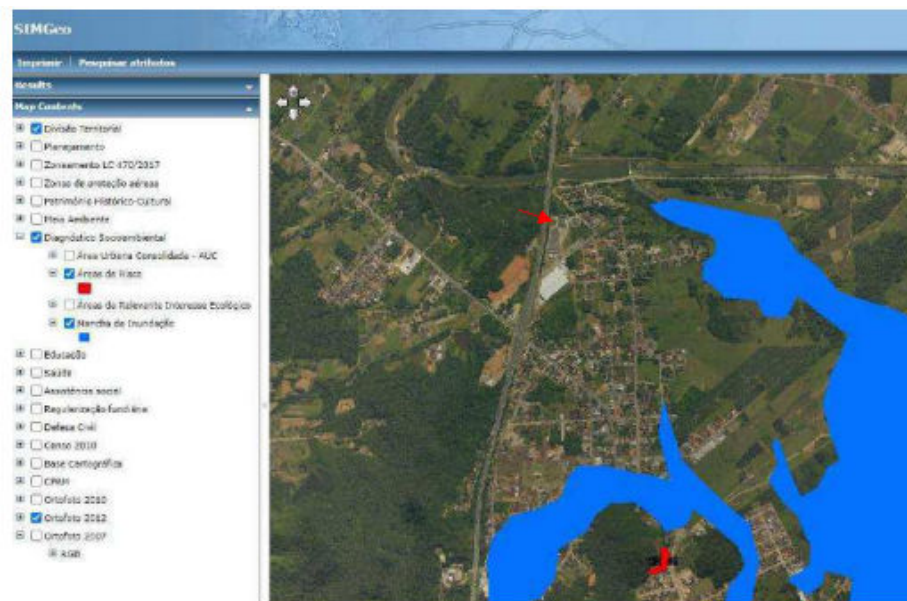 SIMGeo
Imprimir | Pesquisar atributos
Results
Map Contents
Divisão Territorial
Planejamento
Zoneamento LC 470/2017
Zonas de proteção aéreas
Patrimônio Histórico-Cultural
Meio Ambiente
Diagnóstico Socioambiental
Área Urbana Consolidada - AUC
Áreas de Risco
Áreas de Relevante Interesse Ecológico
Mancha de Inundação
Educação
Saúde
Assistência social
Regularização fundiária
Defesa Civil
Censo 2010
Base Cartográfica
CPRM
Ortofoto 2010
Ortofoto 2012
Ortofoto 2007
RGB